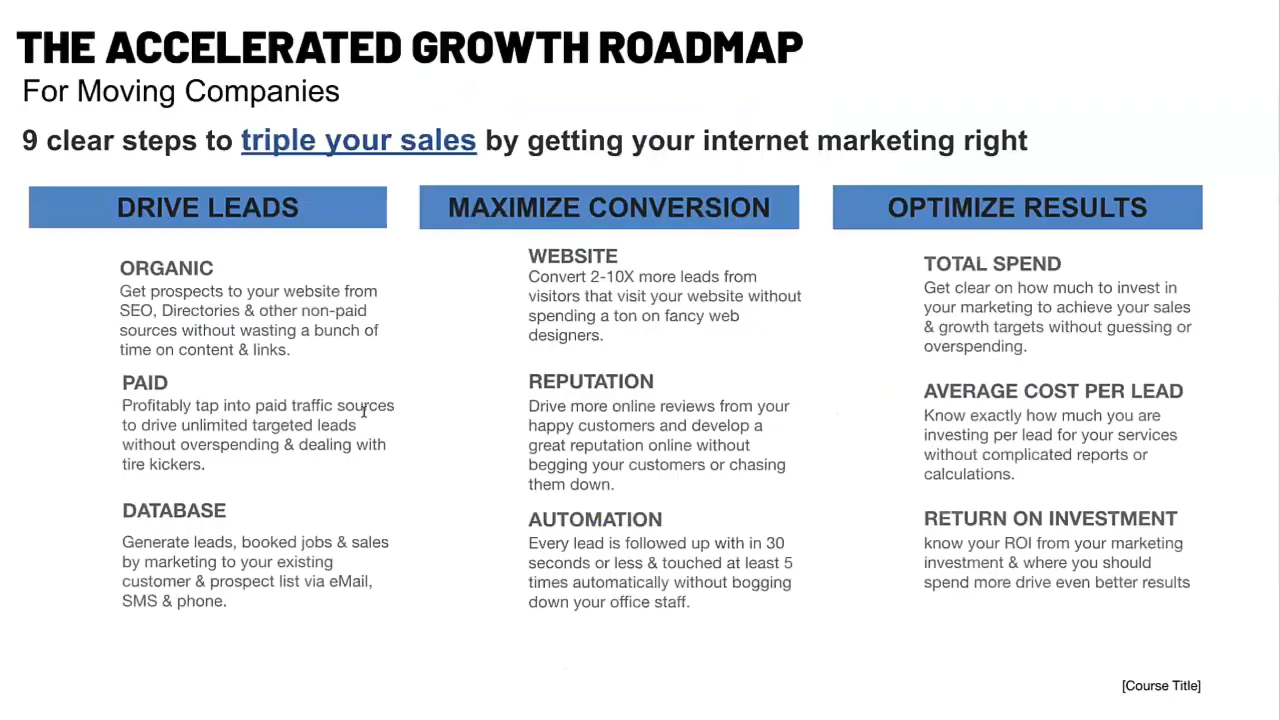 THE ACCELERATED GROWTH ROADMAP
For Moving Companies
9 clear steps to triple your sales by getting your internet marketing right
DRIVE LEADS
ORGANIC
Get prospects to your website from
SEO, Directories & other non-paid
sources without wasting a bunch of
time on content & links.
PAID
Profitably tap into paid traffic sources
to drive unlimited targeted leads
without overspending & dealing with
tire kickers.
DATABASE
Generate leads, booked jobs & sales
by marketing to your existing
customer & prospect list via eMail,
SMS & phone.
MAXIMIZE CONVERSION
WEBSITE
Convert 2-10X more leads from
visitors that visit your website without
spending a ton on fancy web
designers.
REPUTATION
Drive more online reviews from your
happy customers and develop a
great reputation online without
begging your customers or chasing
them down.
AUTOMATION
Every lead is followed up with in 30
seconds or less & touched at least 5
times automatically without bogging
down your office staff.
OPTIMIZE RESULTS
TOTAL SPEND
Get clear on how much to invest in
your marketing to achieve your sales
& growth targets without guessing or
overspending.
AVERAGE COST PER LEAD
Know exactly how much you are
investing per lead for your services
without complicated reports or
calculations.
RETURN ON INVESTMENT
know your ROI from your marketing
investment & where you should
spend more drive even better results
[Course Title]